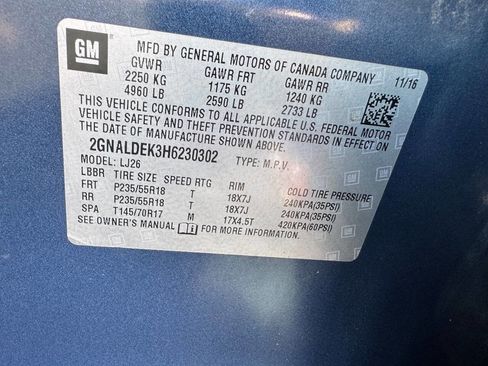 GM
MFD BY GENERAL MOTORS OF CANADA COMPANY
GVWR GAWR FRT GAWR RR 11/16
2250 KG 1175 KG 1240 KG
4960 LB 2590 LB 2733 LB
THIS VEHICLE CONFORMS TO ALL APPLICABLE U.S. FEDERAL MOTOR
VEHICLE SAFETY AND THEFT PREVENTION STANDARDS IN EFFECT ON
THE DATE OF MANUFACTURE SHOWN ABOVE.
2GNALDEK3H6230302 TYPE: M.P.V.
MODEL: LJ26
LBBR TIRE SIZE SPEED RTG RIM COLD TIRE PRESSURE
FRT P235/55R18 T 18X7J 240KPA(35PSI)
RR P235/55R18 T 18X7J 240KPA(35PSI)
SPA T145/70R17 M 17X4.5T 420KPA(60PSI)
SEE OWNER'S MANUAL FOR MORE INFORMATION.